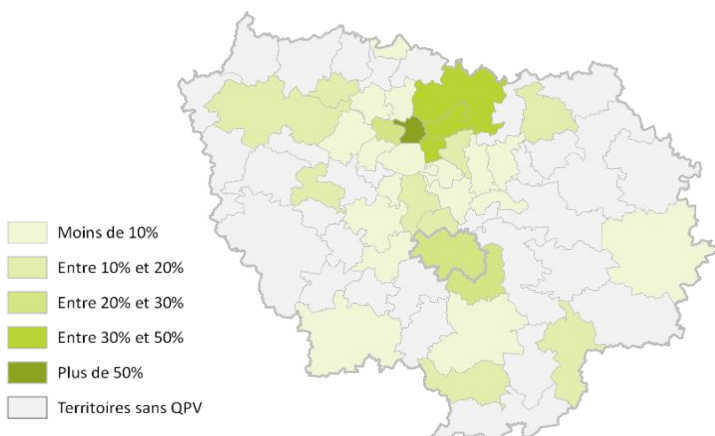 Moins de 10%
Entre 10% et 20%
Entre 20% et 30%
Entre 30% et 50%
Plus de 50%
Territoires sans QPV